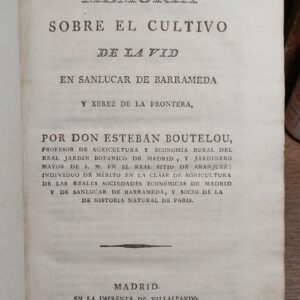 MEMORIA
SOBRE EL CULTIVO
DE LA VID
EN SANLUCAR DE BARRAMEDA
Y XEREZ DE LA FRONTERA,
POR DON ESTEBAN BOUTELOU,
PROFESOR DE AGRICULTURA Y ECONOMÍA RURAL DEL
REAL JARDIN BOTANICO DE MADRID, Y JARDINERO
MAYOR DE S. M. EN EL REAL SITIO DE ARANJUEZ:
INDIVIDUO DE MÉRITO EN LA CLASE DE AGRICULTURA
DE LAS REALES SOCIEDADES ECONÓMICAS DE MADRID
Y DE SANLUCAR DE BARRAMEDA, Y SOCIO DE LA
DE HISTORIA NATURAL DE PARIS.
MADRID.
EN LA IMPRENTA DE VILLALPANDO.